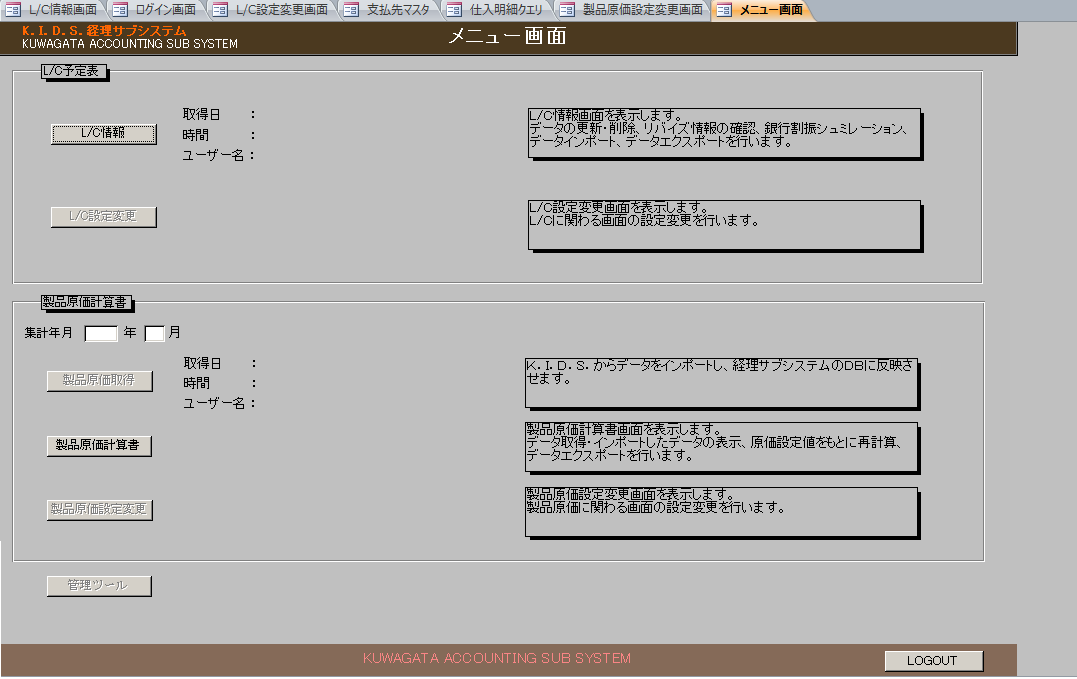 L/C情報画面 ログイン画面 L/C設定変更画面 支払先マスタ 仕入明細クエリ 製品原価設定変更画面 メニュー画面
K.I.D.S.経理サブシステム
KUWAGATA ACCOUNTING SUB SYSTEM
メニュー画面
L/C予定表
L/C情報
取得日 :
時間 :
ユーザー名:
L/C情報画面を表示します。
データの更新・削除、リバイズ情報の確認、銀行割振シュミレーション、
データインポート、データエクスポートを行います。
L/C設定変更
L/C設定変更画面を表示します。
L/Cに関わる画面の設定変更を行います。
製品原価計算書
集計年月 年 月
製品原価取得
取得日 :
時間 :
ユーザー名:
K.I.D.S.からデータをインポートし、経理サブシステムのDBに反映さ
せます。
製品原価計算書
製品原価計算書画面を表示します。
データ取得・インポートしたデータの表示、原価設定値をもとに再計算、
データエクスポートを行います。
製品原価設定変更
製品原価設定変更画面を表示します。
製品原価に関わる画面の設定変更を行います。
管理ツール
KUWAGATA ACCOUNTING SUB SYSTEM
LOGOUT